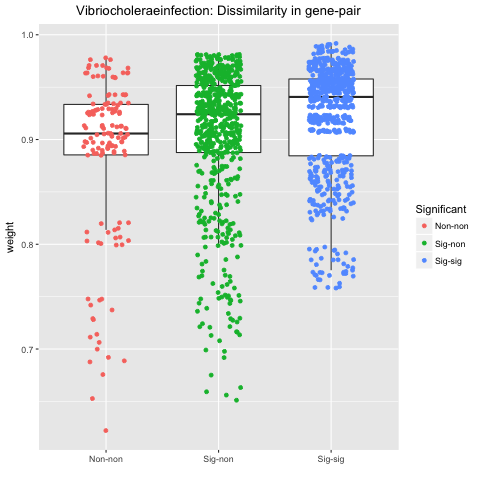 Vibriocholeraeinfection: Dissimilarity in gene-pair
1.0
0.9
0.8
0.7
weight
Non-non
Sig-non
Sig-sig
Significant
Non-non
Sig-non
Sig-sig